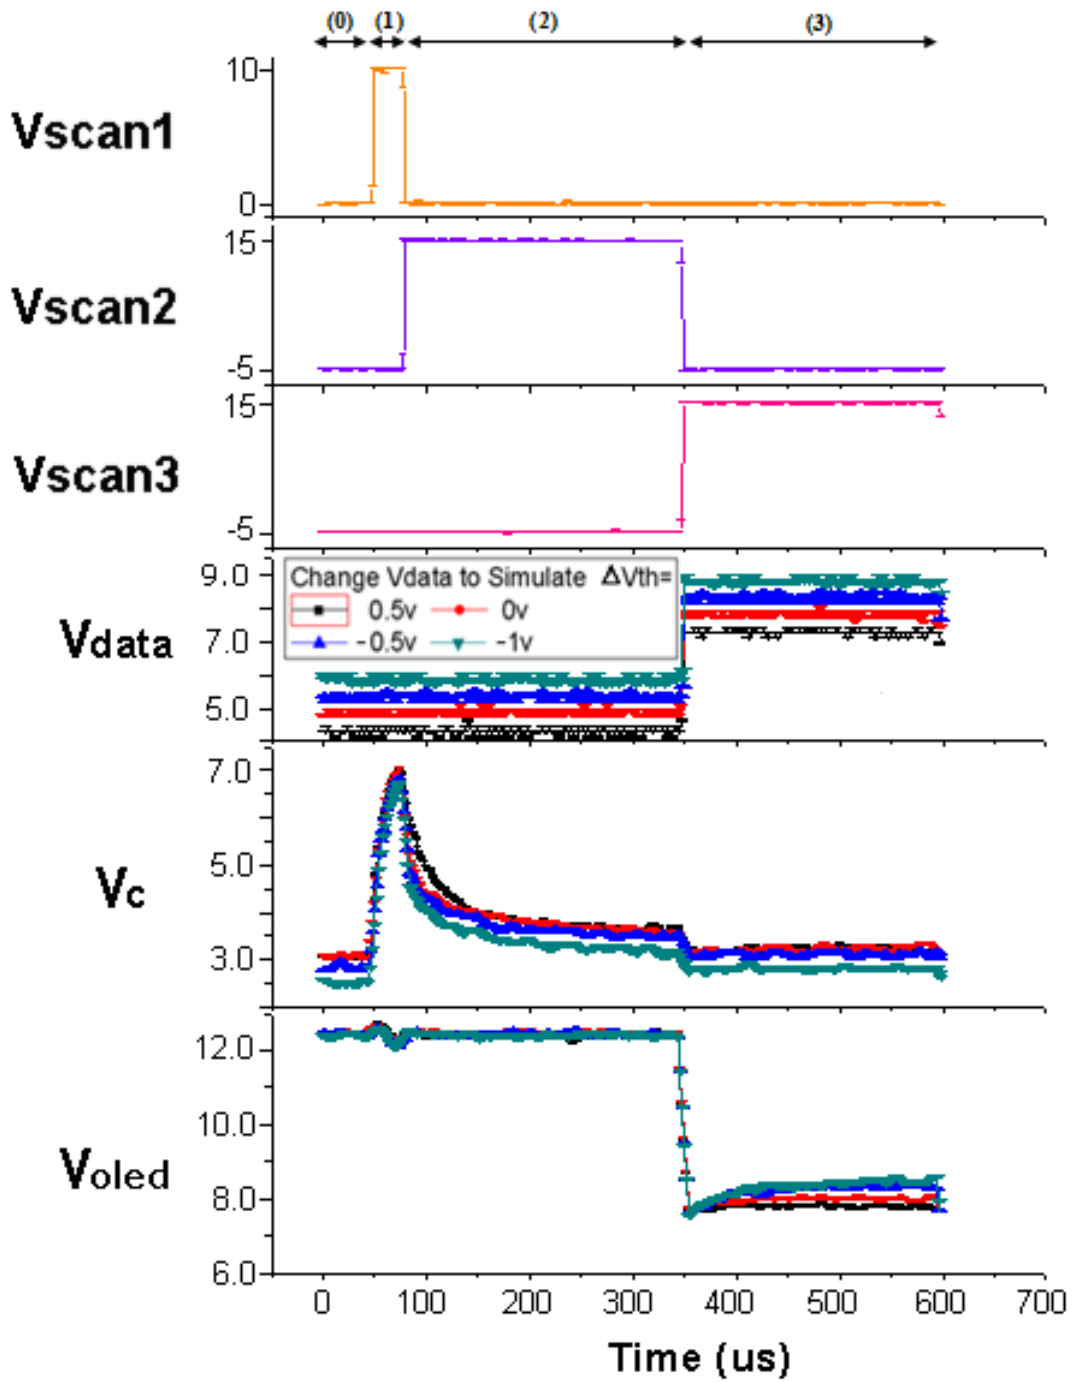 (0) (1) (2) (3)
10
Vscan1
0
15
Vscan2
-5
15
Vscan3
-5
9.0
Change Vdata to Simulate ΔVth=
0.5v 0v
-0.5v -1v
Vdata
7.0
5.0
7.0
5.0
Vc
3.0
12.0
10.0
Voled
8.0
6.0
0 100 200 300 400 500 600 700
Time (us)